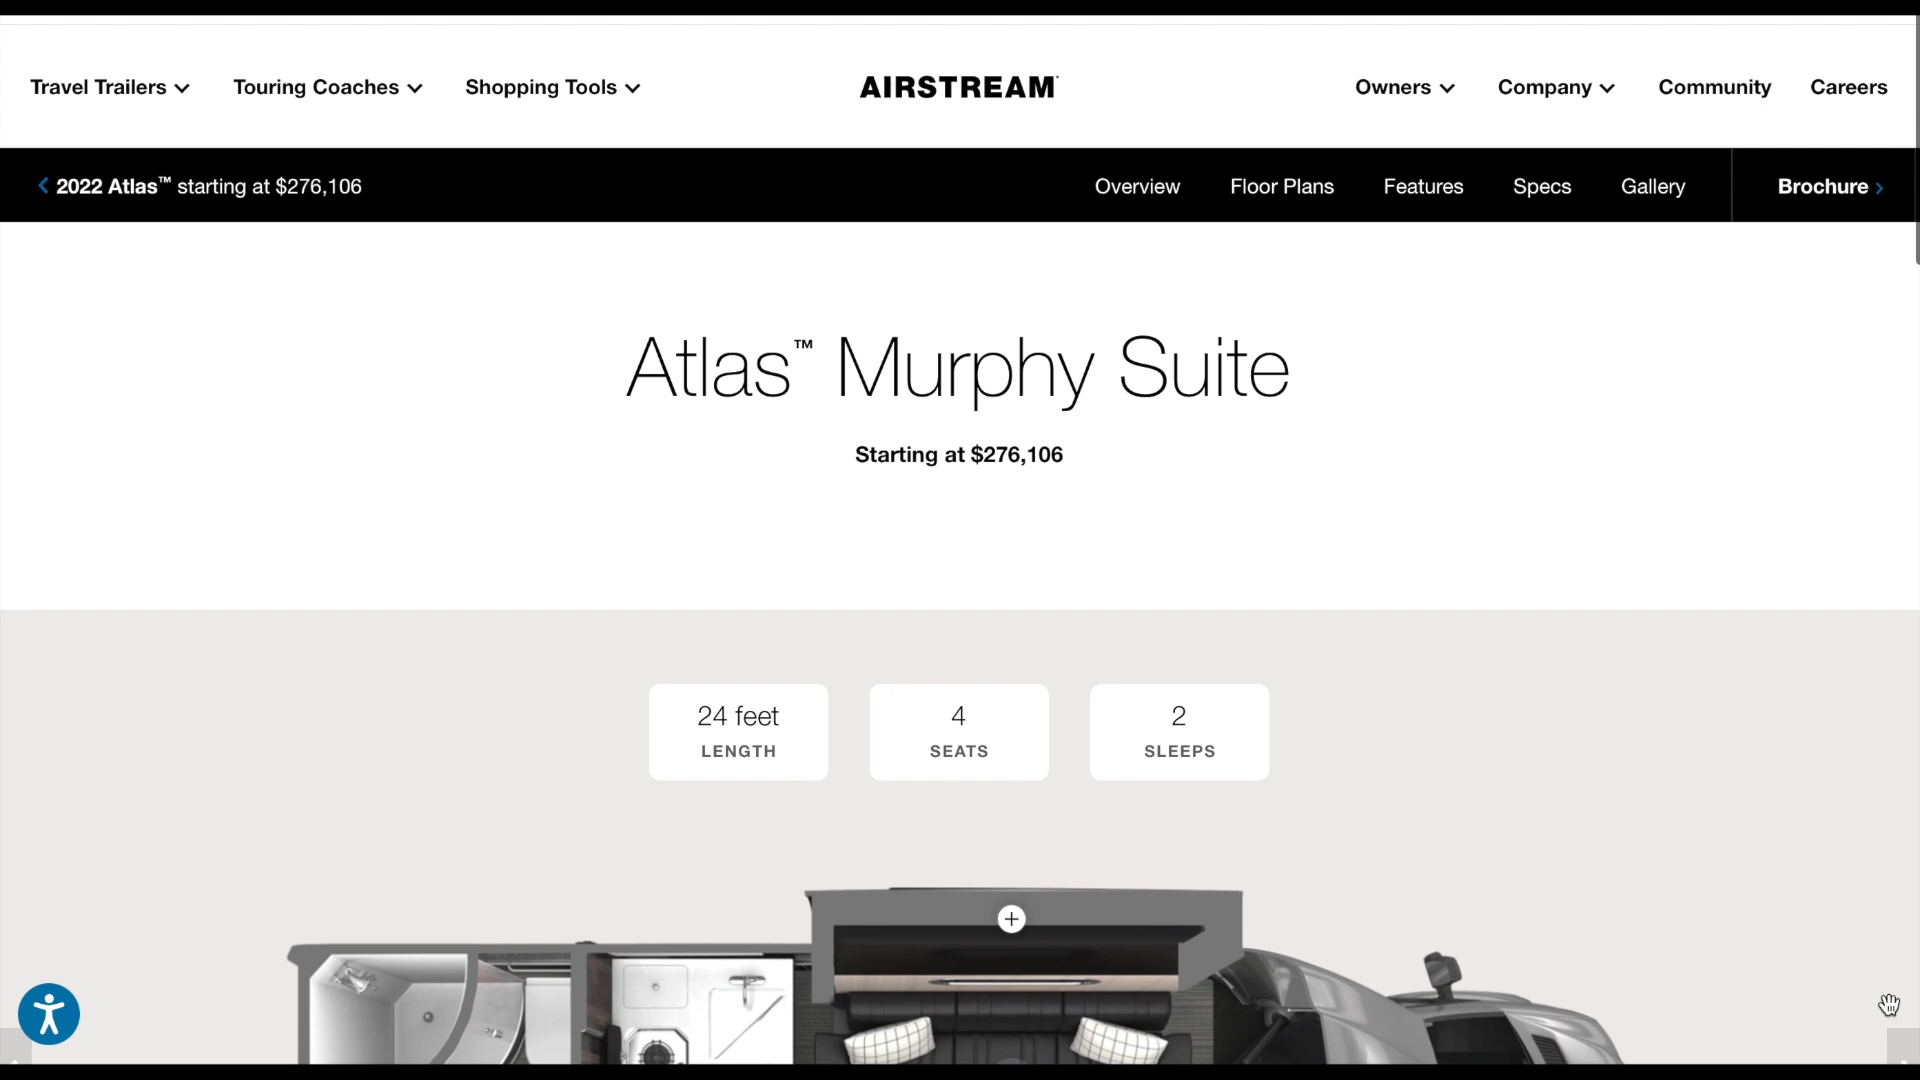 Travel Trailers
Touring Coaches
Shopping Tools
AIRSTREAM
Owners
Company
Community
Careers
2022 Atlas™ starting at $276,106
Overview
Floor Plans
Features
Specs
Gallery
Brochure
Atlas™ Murphy Suite
Starting at $276,106
24 feet
LENGTH
4
SEATS
2
SLEEPS